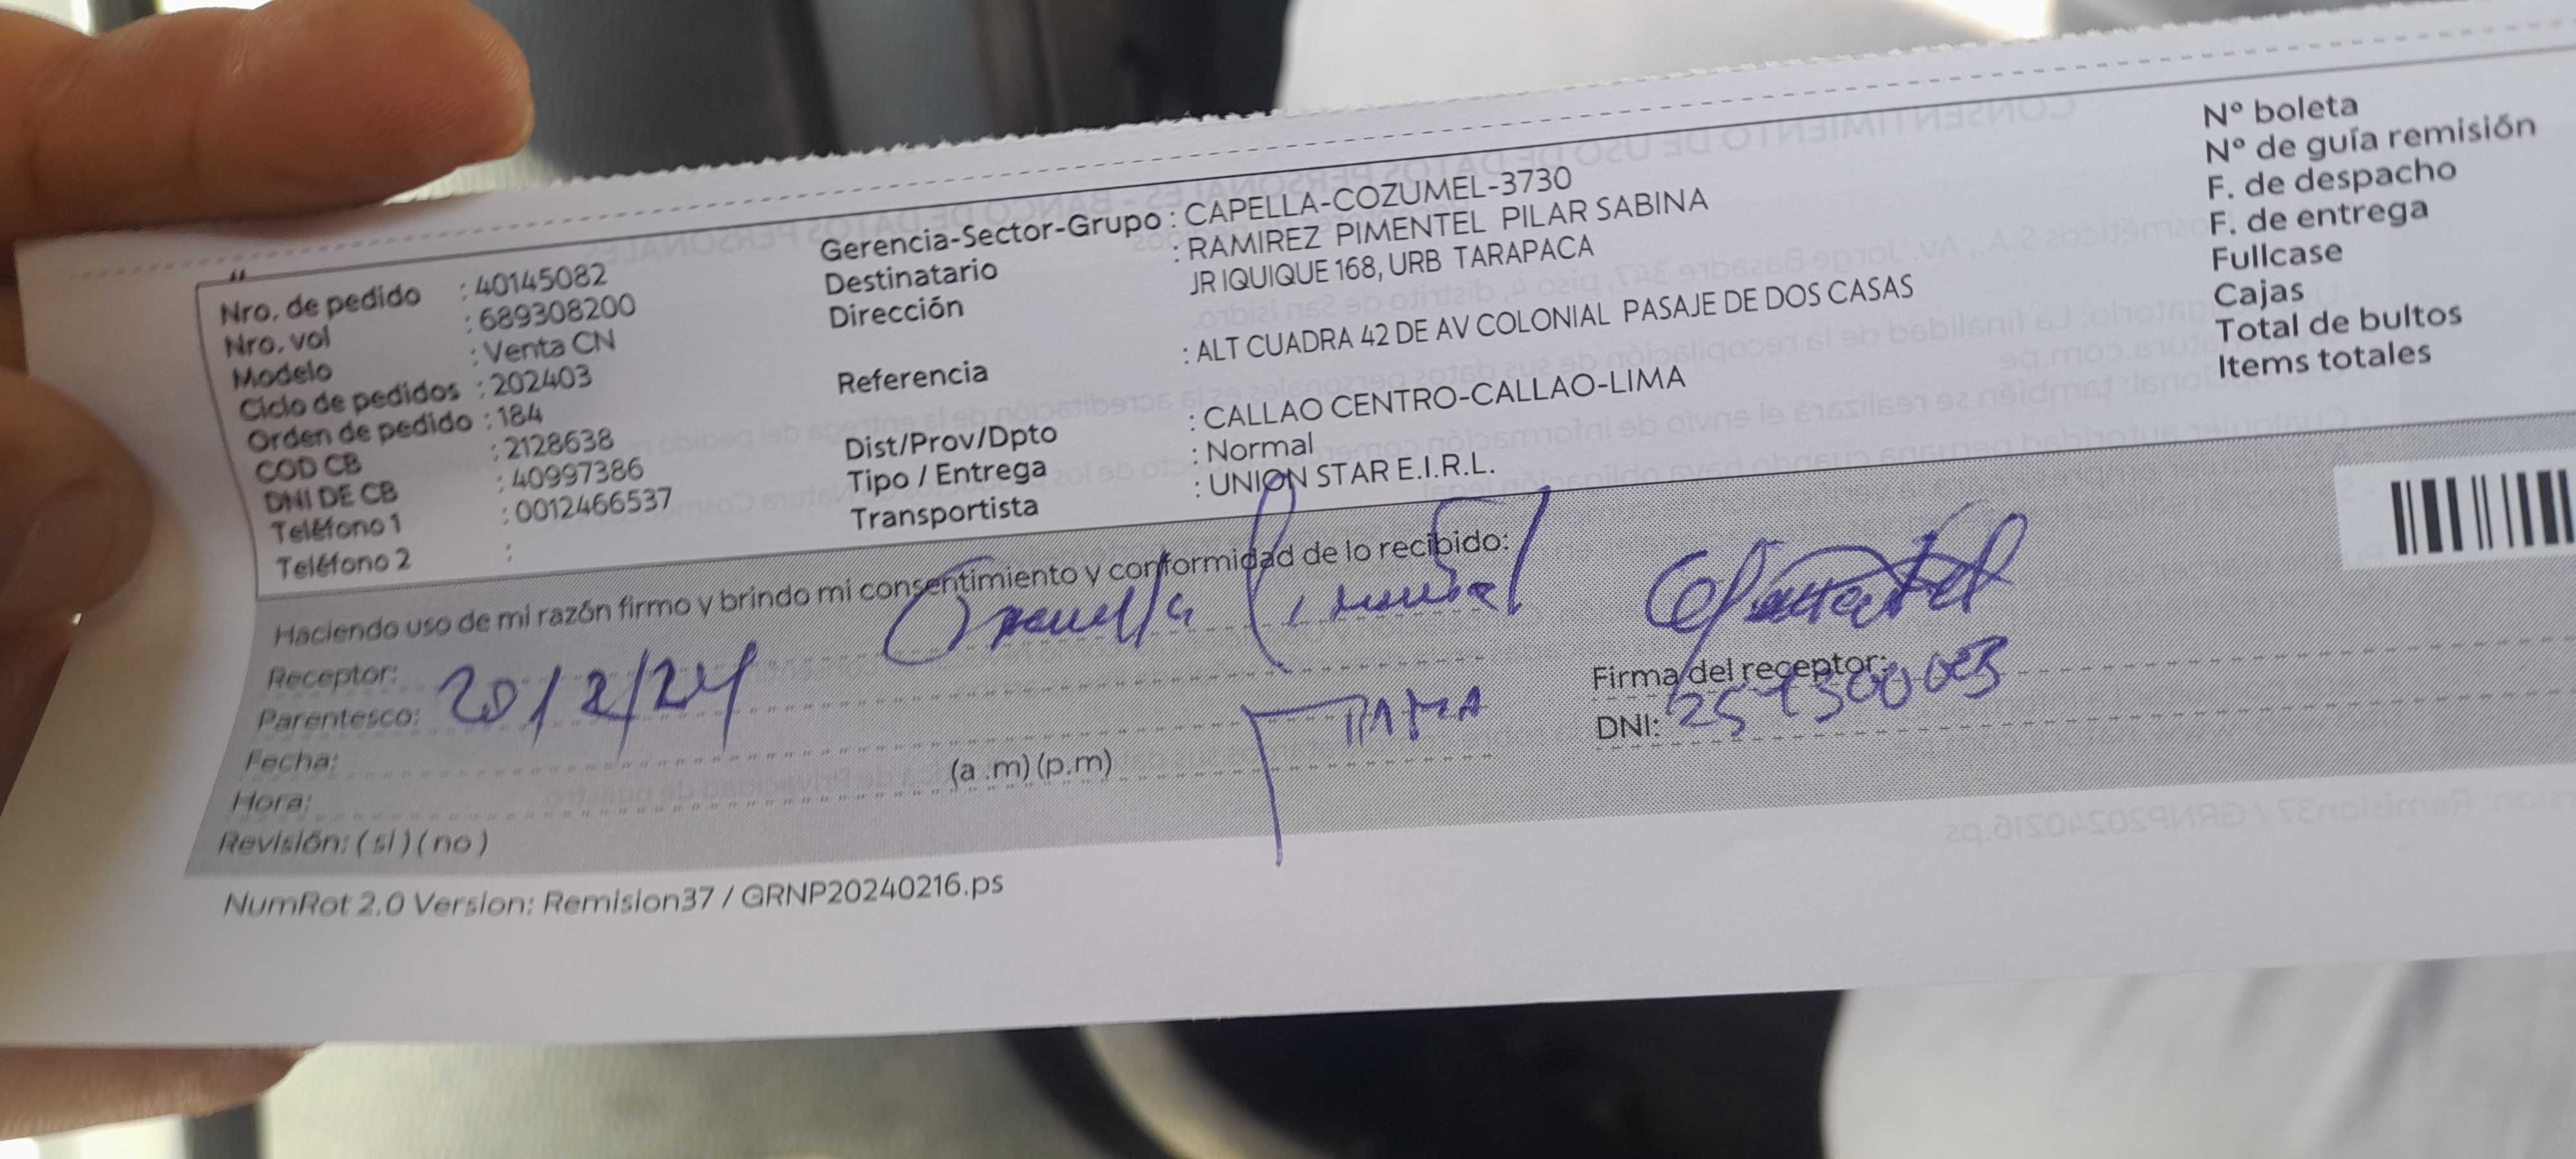 Nro. de pedido : 40145082
Nro. vol : 689308200
Modelo : Venta CN
Ciclo de pedidos : 202403
Orden de pedido : 184
COD CB : 2128638
DNI DE CB : 40997386
Teléfono 1 : 0012466537
Teléfono 2 :
Gerencia-Sector-Grupo : CAPELLA-COZUMEL-3730
Destinatario : RAMIREZ PIMENTEL PILAR SABINA
Dirección JR IQUIQUE 168, URB TARAPACA
Referencia : ALT CUADRA 42 DE AV COLONIAL PASAJE DE DOS CASAS
Dist/Prov/Dpto : CALLAO CENTRO-CALLAO-LIMA
Tipo / Entrega : Normal
Transportista : UNION STAR E.I.R.L.
Nº boleta
Nº de guía remisión
F. de despacho
F. de entrega
Fullcase
Cajas
Total de bultos
Items totales
Haciendo uso de mi razón firmo y brindo mi consentimiento y conformidad de lo recibido:
Receptor:
Parentesco:
20/2/24
Fecha:
Hora: (a .m) (p.m)
Revisión: ( si ) ( no )
Firma del receptor:
DNI:
NumRot 2.0 Version: Remision37 / GRNP20240216.ps